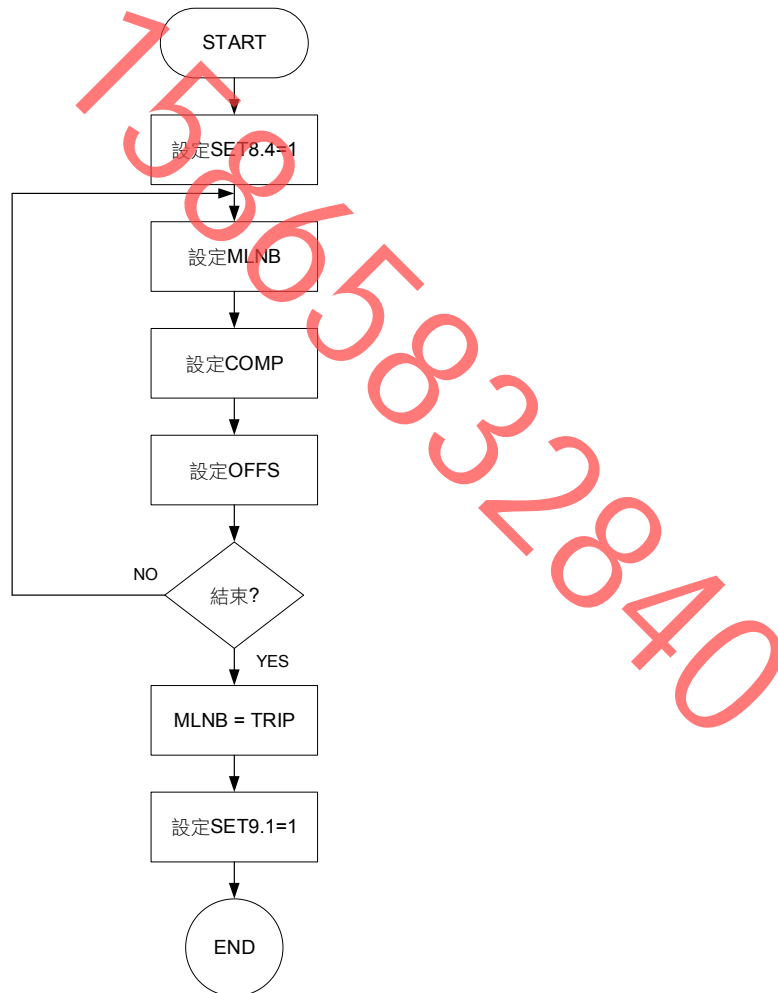 START
設定SET8.4=1
設定MLNB
設定COMP
設定OFFS
結束?
NO
YES
MLNB = TRIP
設定SET9.1=1
END
15865832840